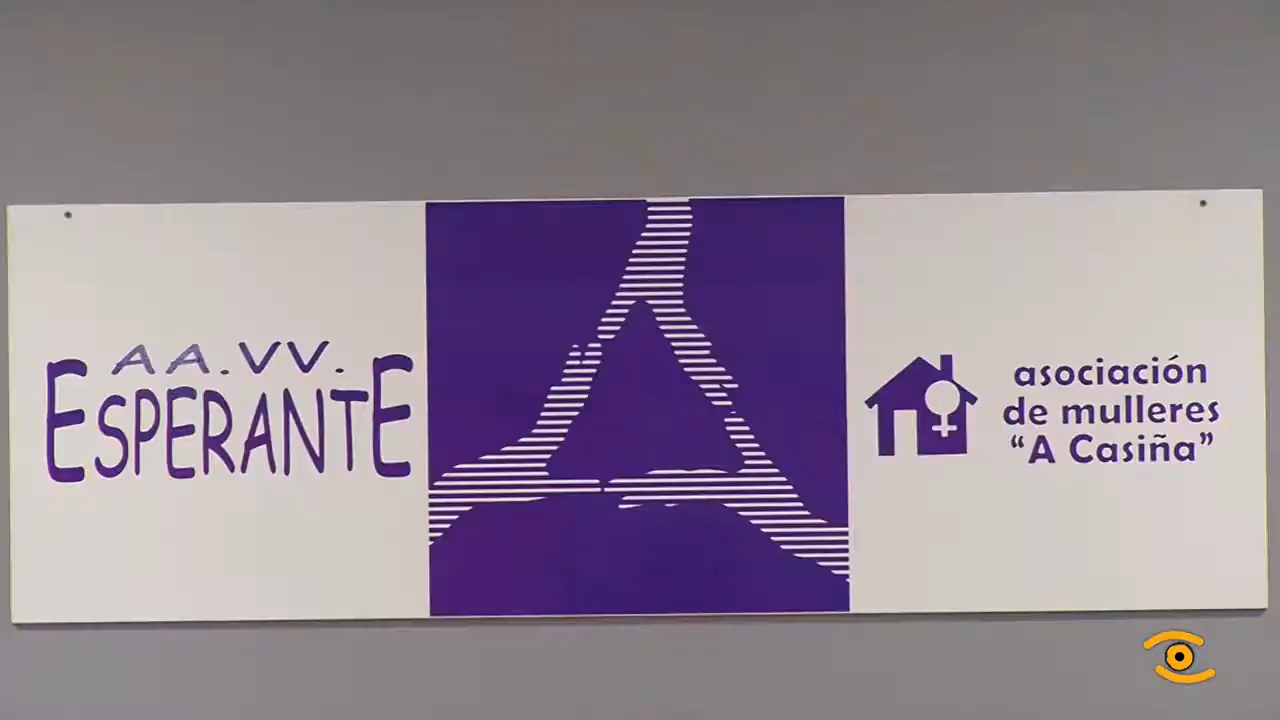 AA.VV.
ESPERANTE
asociación
de mulleres
“A Casiña”